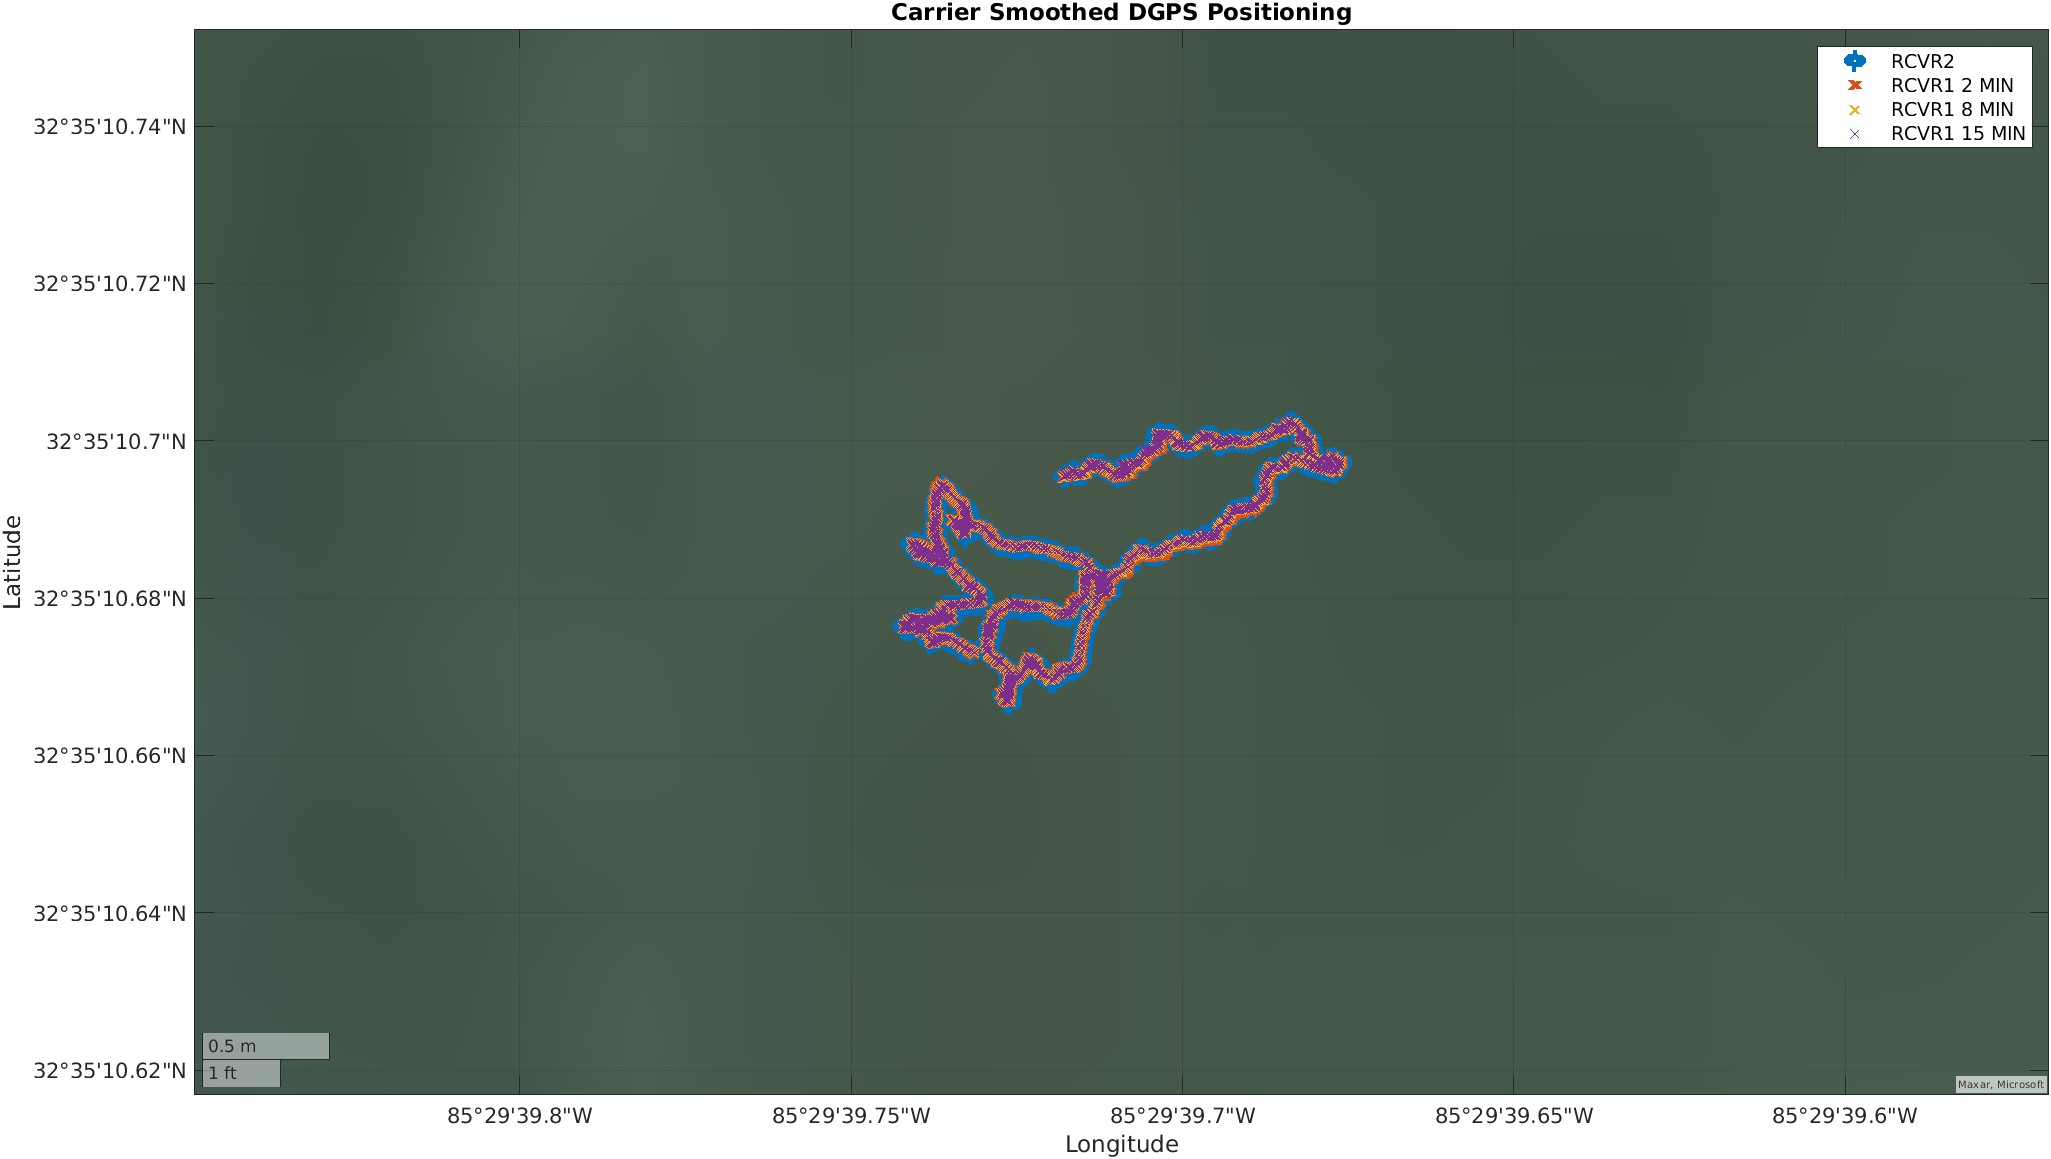 Carrier Smoothed DGPS Positioning
RCVR2
RCVR1 2 MIN
RCVR1 8 MIN
RCVR1 15 MIN
32°35'10.74"N
32°35'10.72"N
32°35'10.7"N
32°35'10.68"N
32°35'10.66"N
32°35'10.64"N
32°35'10.62"N
Latitude
0.5 m
1 ft
Maxar, Microsoft
85°29'39.8"W
85°29'39.75"W
85°29'39.7"W
85°29'39.65"W
85°29'39.6"W
Longitude